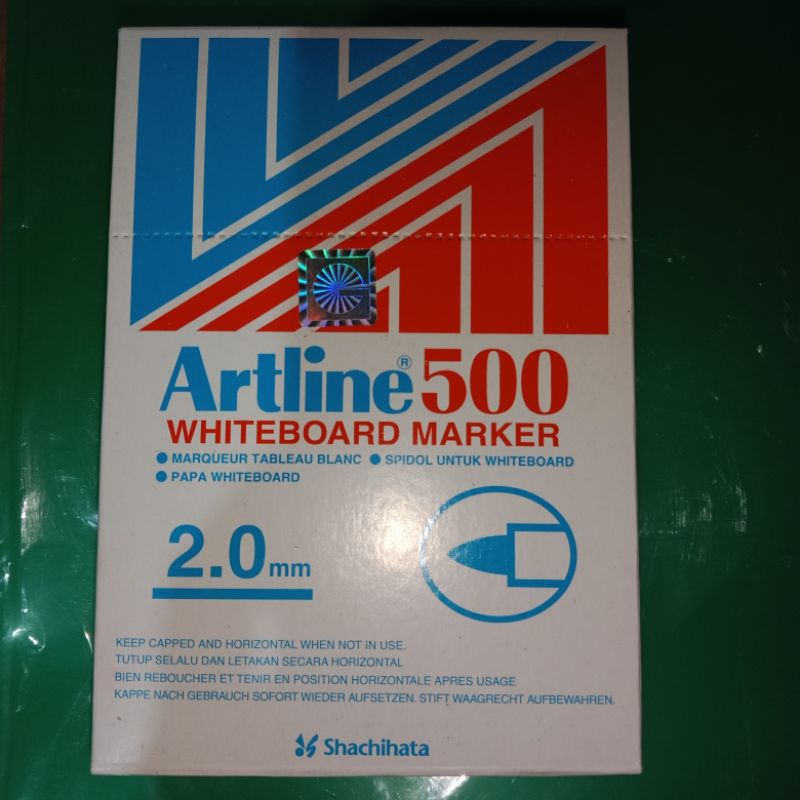 Artline® 500
WHITEBOARD MARKER
● MARQUEUR TABLEAU BLANC ● SPIDOL UNTUK WHITEBOARD
● PAPA WHITEBOARD
2.0mm
KEEP CAPPED AND HORIZONTAL WHEN NOT IN USE.
TUTUP SELALU DAN LETAKAN SECARA HORIZONTAL
BIEN REBOUCHER ET TENIR EN POSITION HORIZONTALE APRES USAGE
KAPPE NACH GEBRAUCH SOFORT WIEDER AUFSETZEN. STIFT WAAGRECHT AUFBEWAHREN.
Shachihata